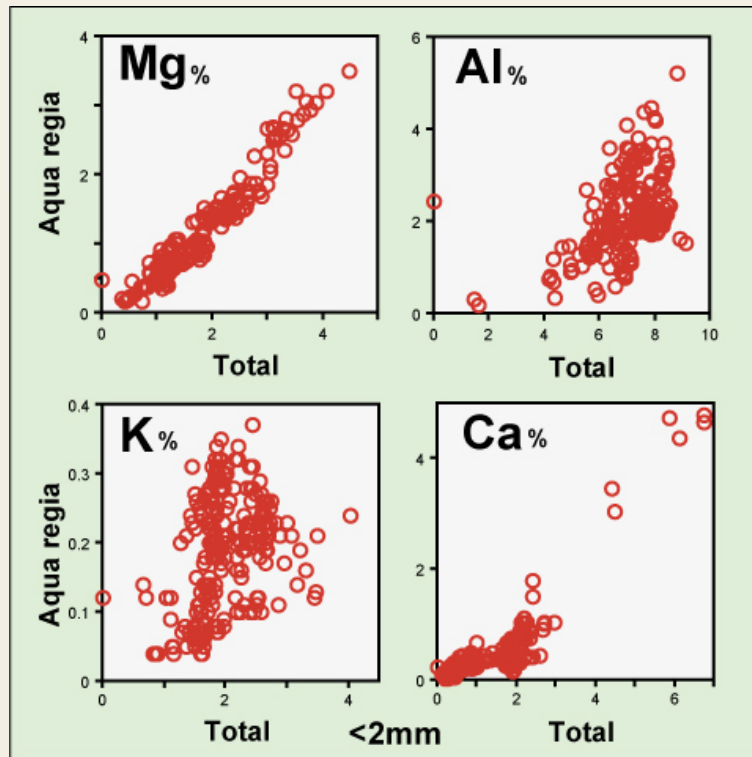 Mg %
4
2
0
0 2 4
Aqua regia
Total
Al %
6
4
2
0
0 2 4 6 8 10
Total
K %
0.4
0.3
0.2
0.1
0
0 2 4
Aqua regia
Total
Ca %
4
2
0
0 2 4 6
Total
<2mm